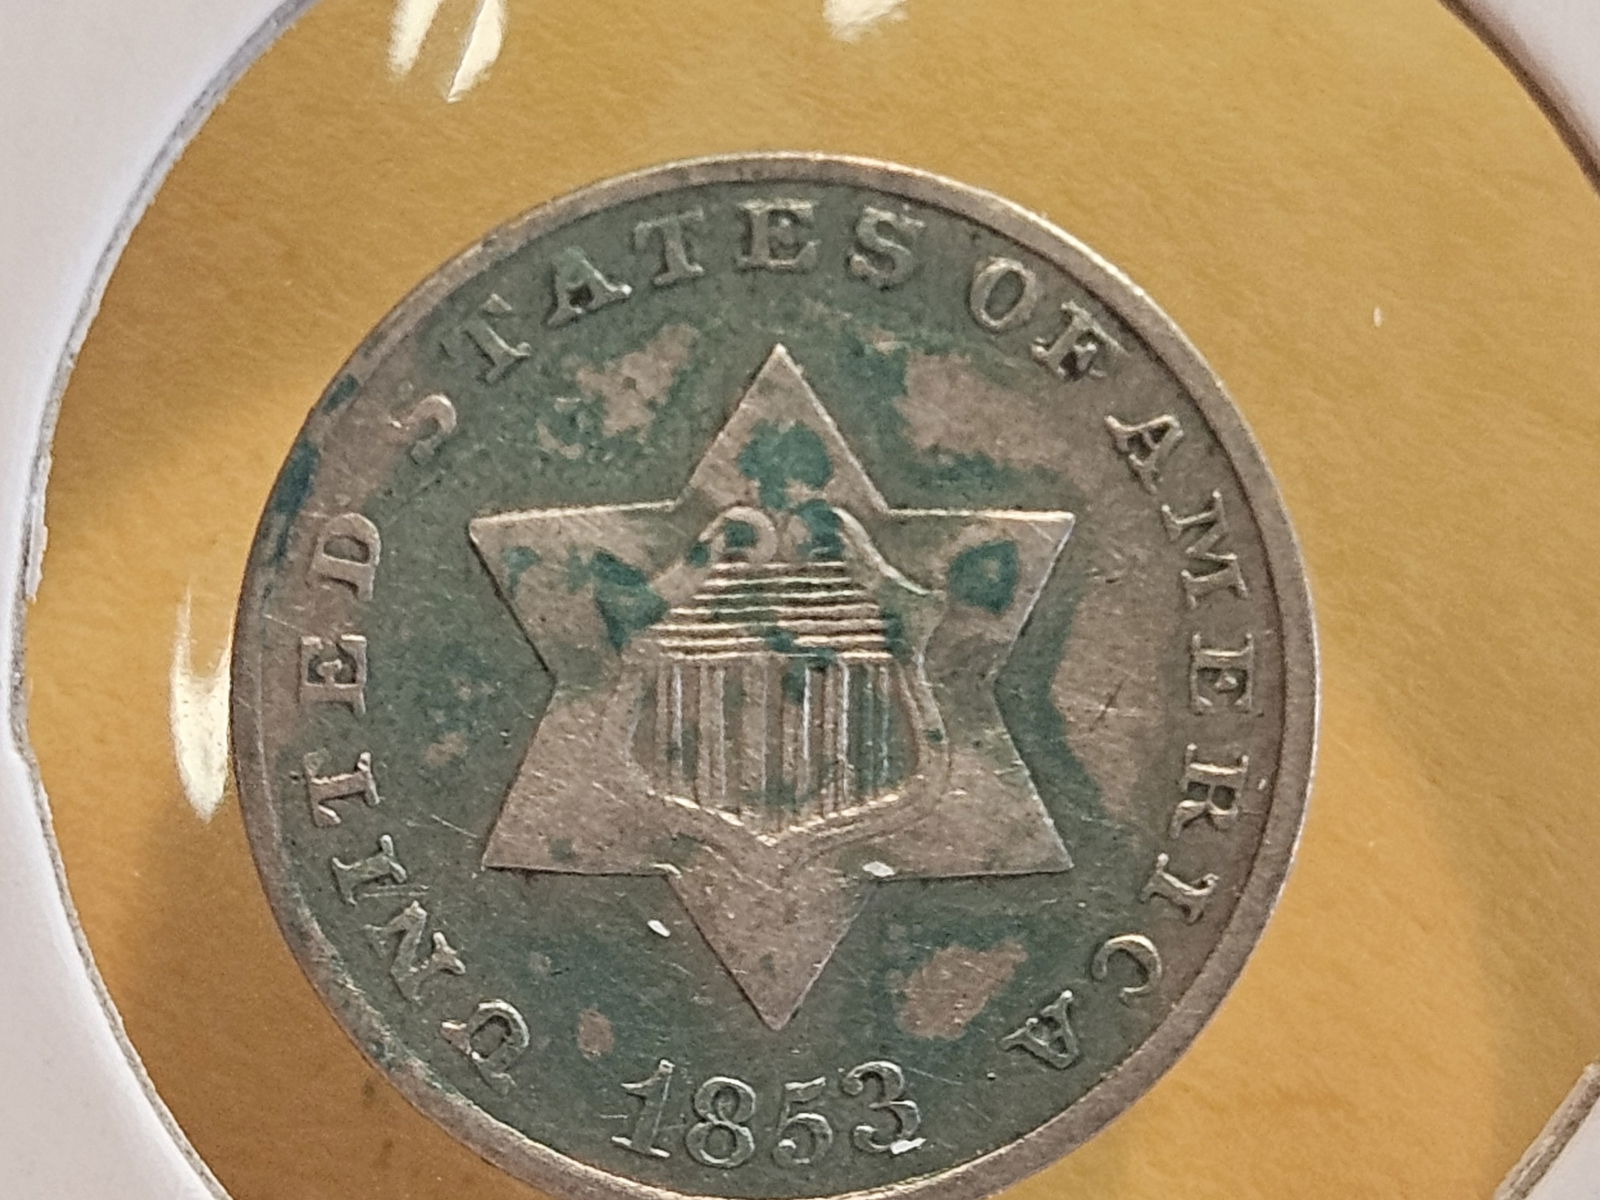 UNITED STATES OF AMERICA
1853